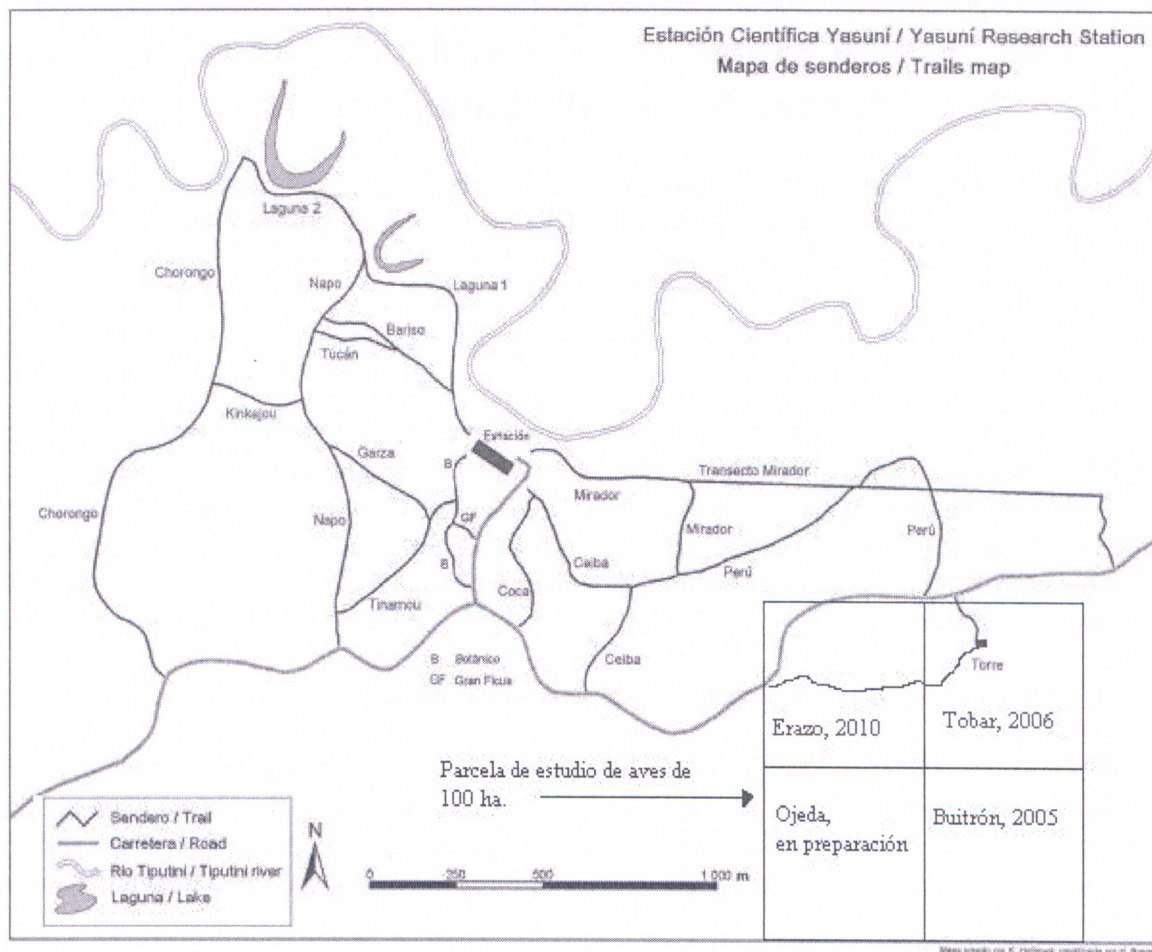 Estación Científica Yasuní / Yasuní Research Station
Mapa de senderos / Trails map
Laguna 2
Chorongo
Napo
Laguna 1
Bariso
Tucán
Kinkajou
Estación
Garza
B
Transecto Mirador
Mirador
Chorongo
Napo
GF
Mirador
Perú
B
Ceiba
Perú
Coca
Tinamou
B Botánico
GF Gran Ficus
Ceiba
Torre
Erazo, 2010
Tobar, 2006
Parcela de estudio de aves de
100 ha.
Ojeda,
en preparación
Buitrón, 2005
Sendero / Trail
Carretera / Road
Río Tiputini / Tiputini river
Laguna / Lake
N
0 250 500 1 000 m